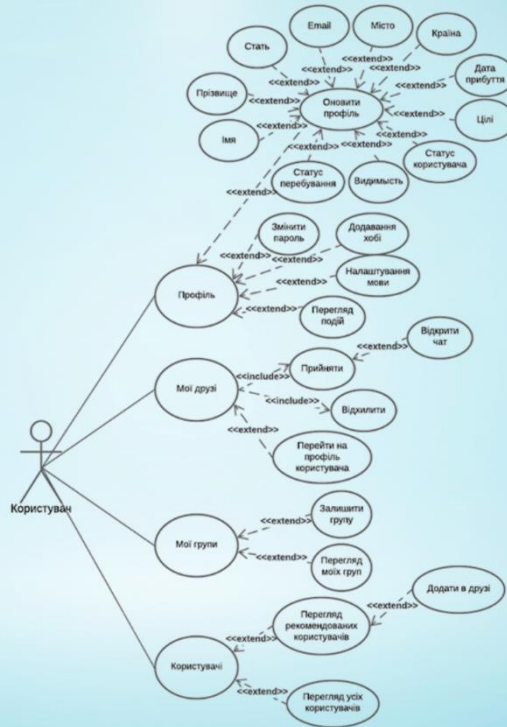 Email
Місто
Країна
Стать
<<extend>>
<<extend>>
<<extend>>
<<extend>>
Дата
прибуття
Прізвище
<<extend>>
<<extend>>
Оновити
профіль
<<extend>>
Цілі
Імя
<<extend>>
<<extend>>
<<extend>>
Статус
користувача
Статус
перебування
Видимысть
<<extend>>
Змінити
пароль
Додавання
хобі
<<extend>>
<<extend>>
Налаштування
мови
<<extend>>
Профіль
<<extend>>
Перегляд
подій
Відкрити
чат
<<extend>>
Прийняти
<<include>>
Мої друзі
<<include>>
Відхилити
<<extend>>
Перейти на
профіль
користувача
Користувач
Залишити
групу
<<extend>>
Мої групи
<<extend>>
Перегляд
моїх груп
Додати в друзі
<<extend>>
Перегляд
рекомендованих
користувачів
<<extend>>
Користувачі
<<extend>>
Перегляд усіх
користувачів